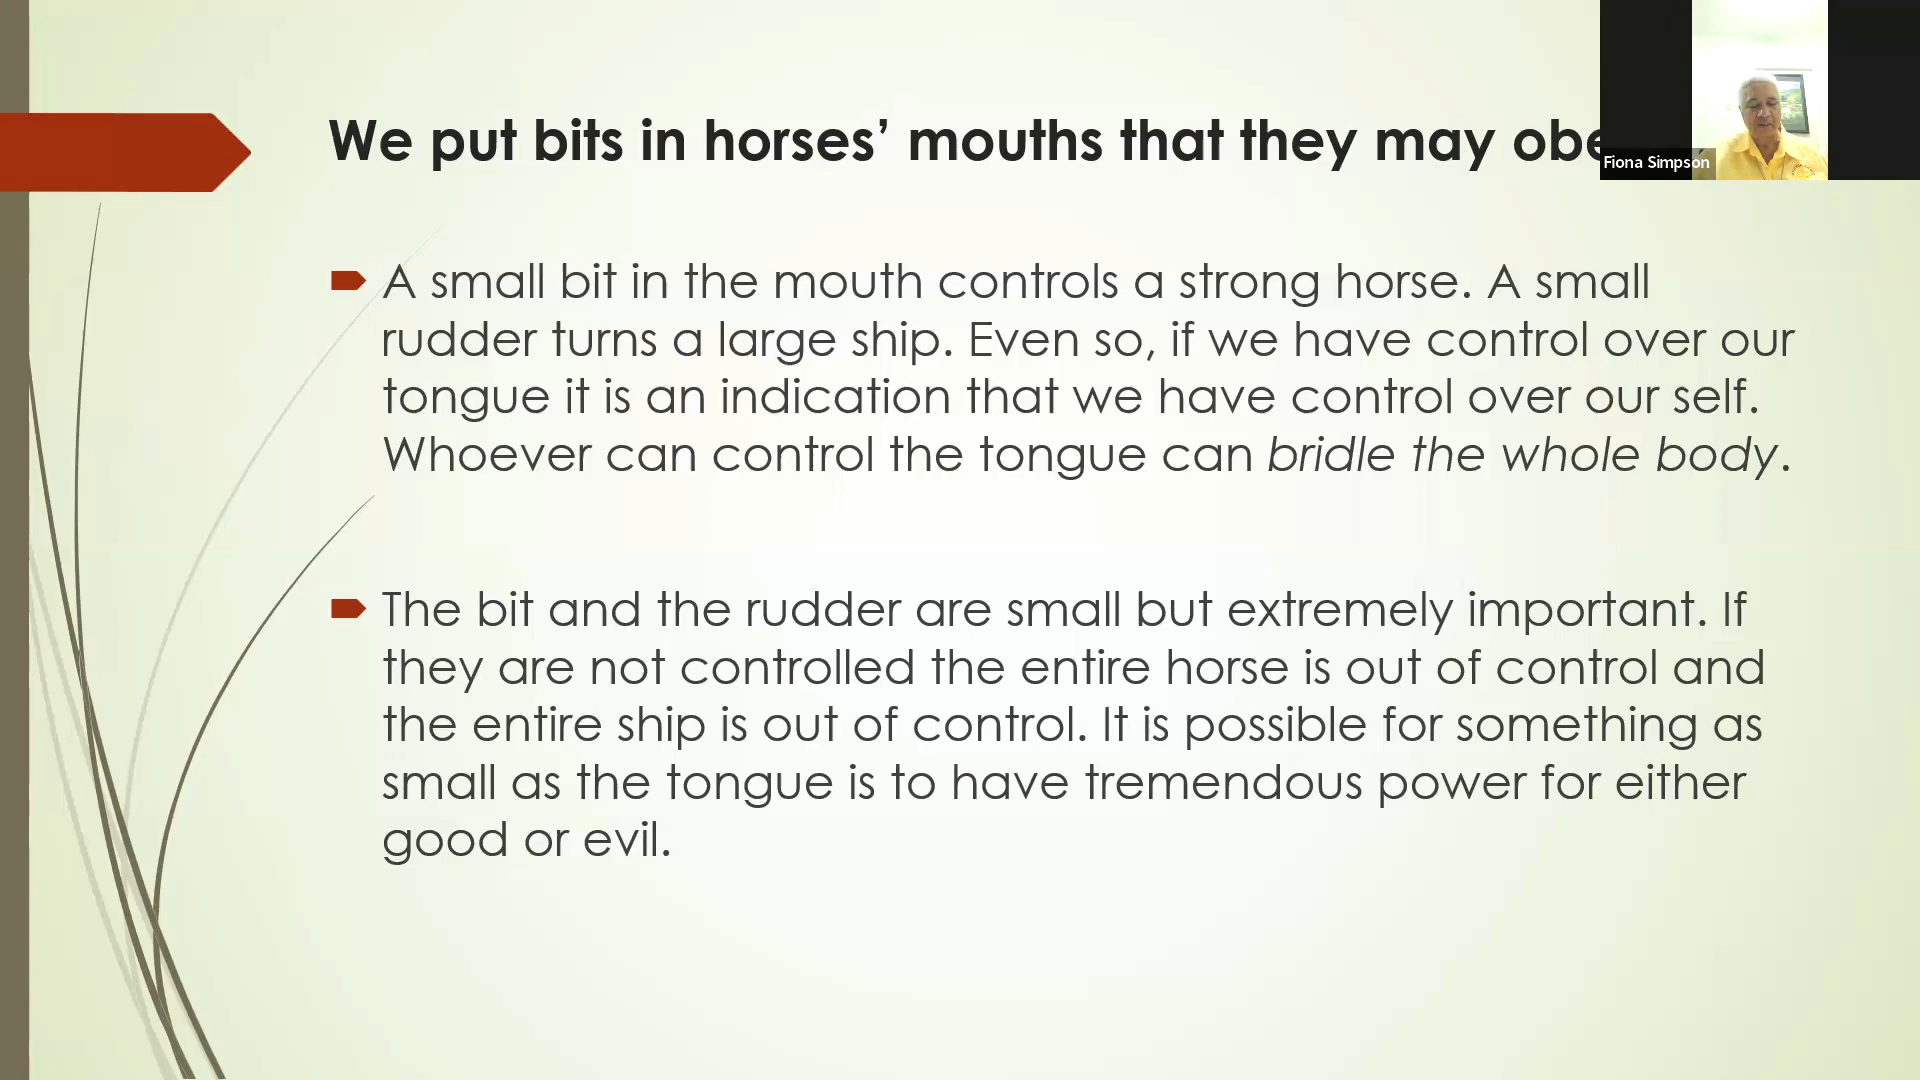 We put bits in horses’ mouths that they may obe
Fiona Simpson
A small bit in the mouth controls a strong horse. A small
rudder turns a large ship. Even so, if we have control over our
tongue it is an indication that we have control over our self.
Whoever can control the tongue can bridle the whole body.
The bit and the rudder are small but extremely important. If
they are not controlled the entire horse is out of control and
the entire ship is out of control. It is possible for something as
small as the tongue is to have tremendous power for either
good or evil.